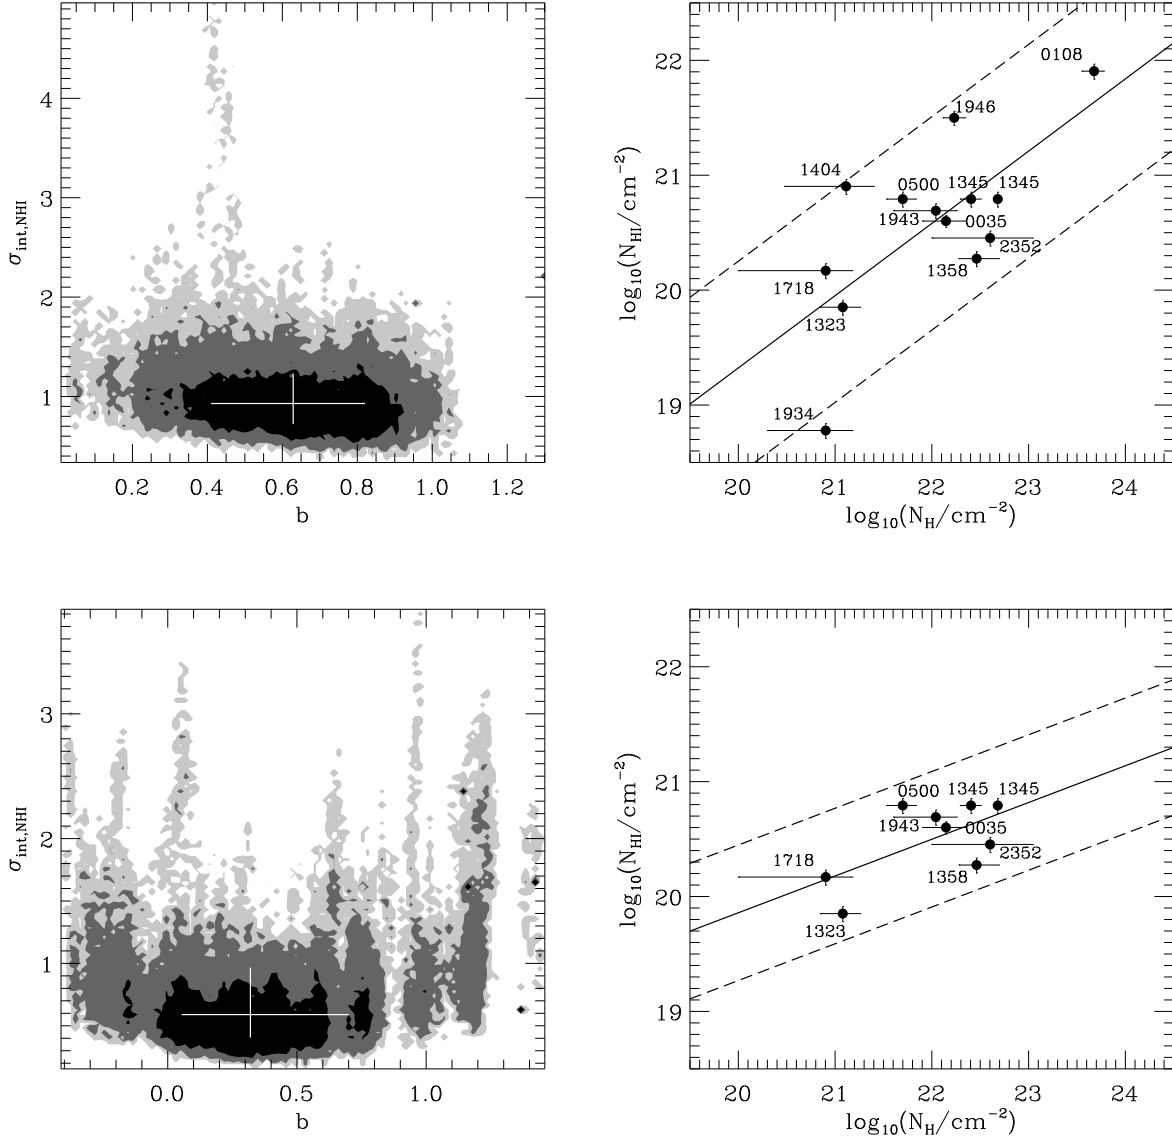 σint,NHI
4
3
2
1
0.2 0.4 0.6 0.8 1.0 1.2
b
log10(NHI/cm−2)
22
21
20
19
0108
1946
1404
0500 1345 1345
1943 0035
2352
1358
1718
1323
1934
20 21 22 23 24
log10(NH/cm−2)
σint,NHI
3
2
1
0.0 0.5 1.0
b
log10(NHI/cm−2)
22
21
20
19
0500 1345 1345
1943 0035
2352
1718 1358
1323
20 21 22 23 24
log10(NH/cm−2)